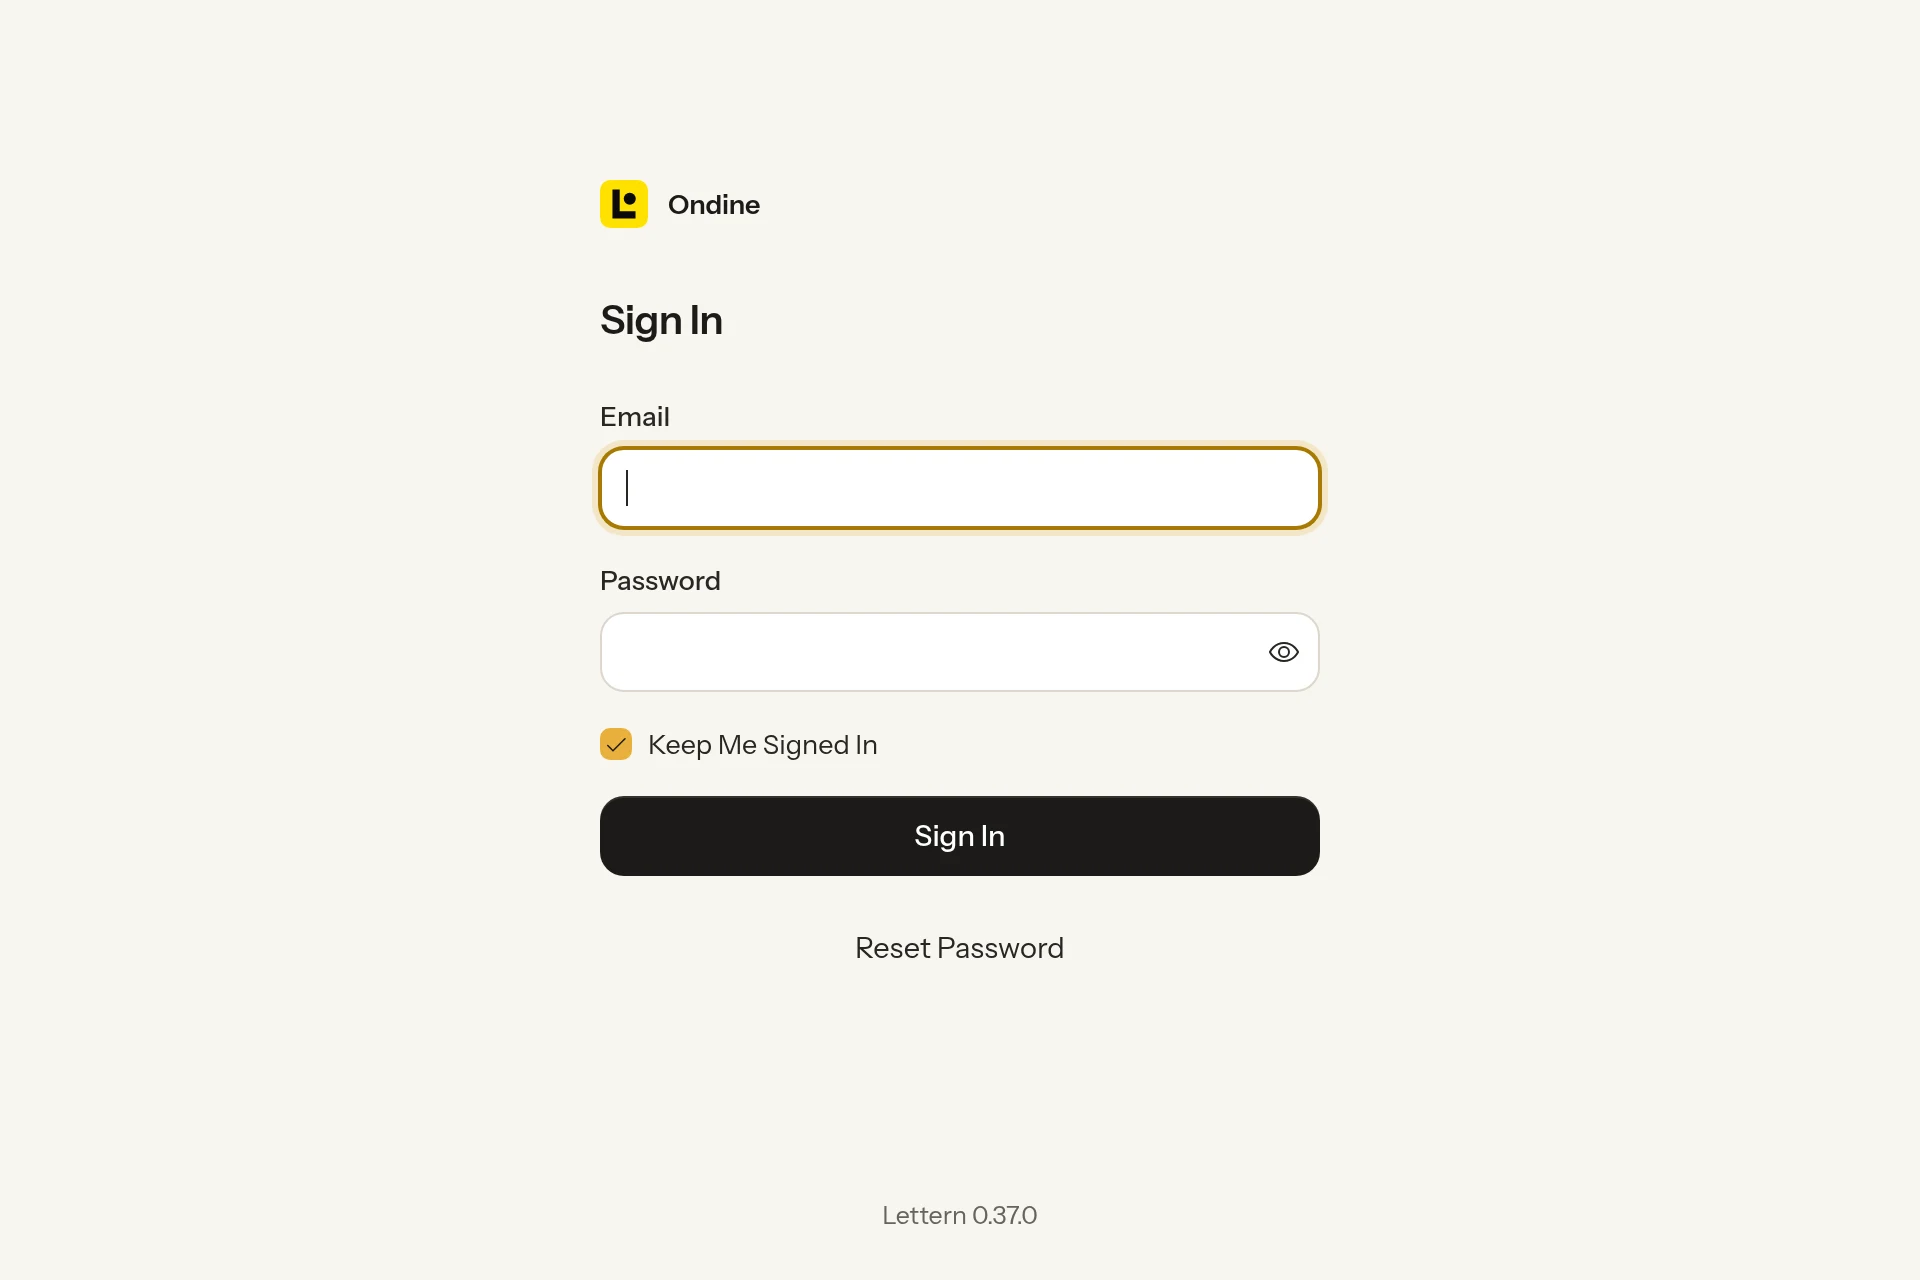 Ondine
Sign In
Email
Password
Keep Me Signed In
Sign In
Reset Password
Lettern 0.37.0